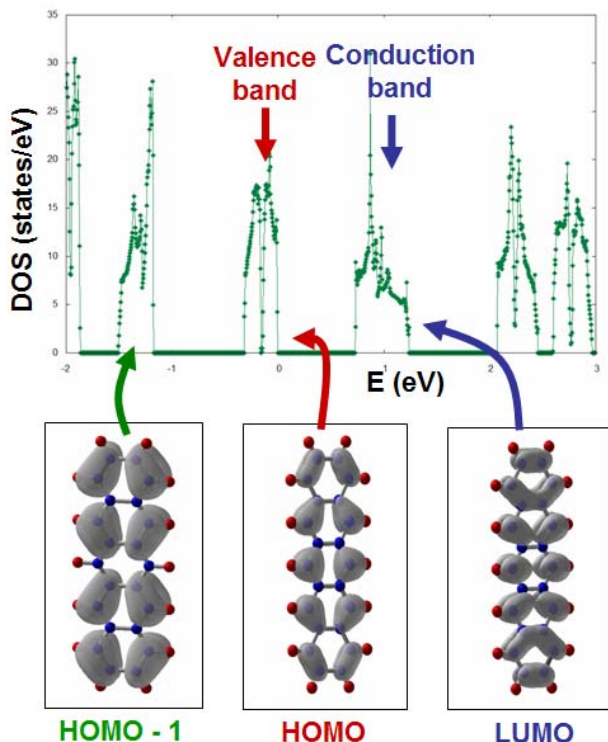 35
30
25
20
15
10
5
0
DOS (states/eV)
Valence
band
Conduction
band
-2
-1
0
1
2
3
E (eV)
HOMO - 1
HOMO
LUMO